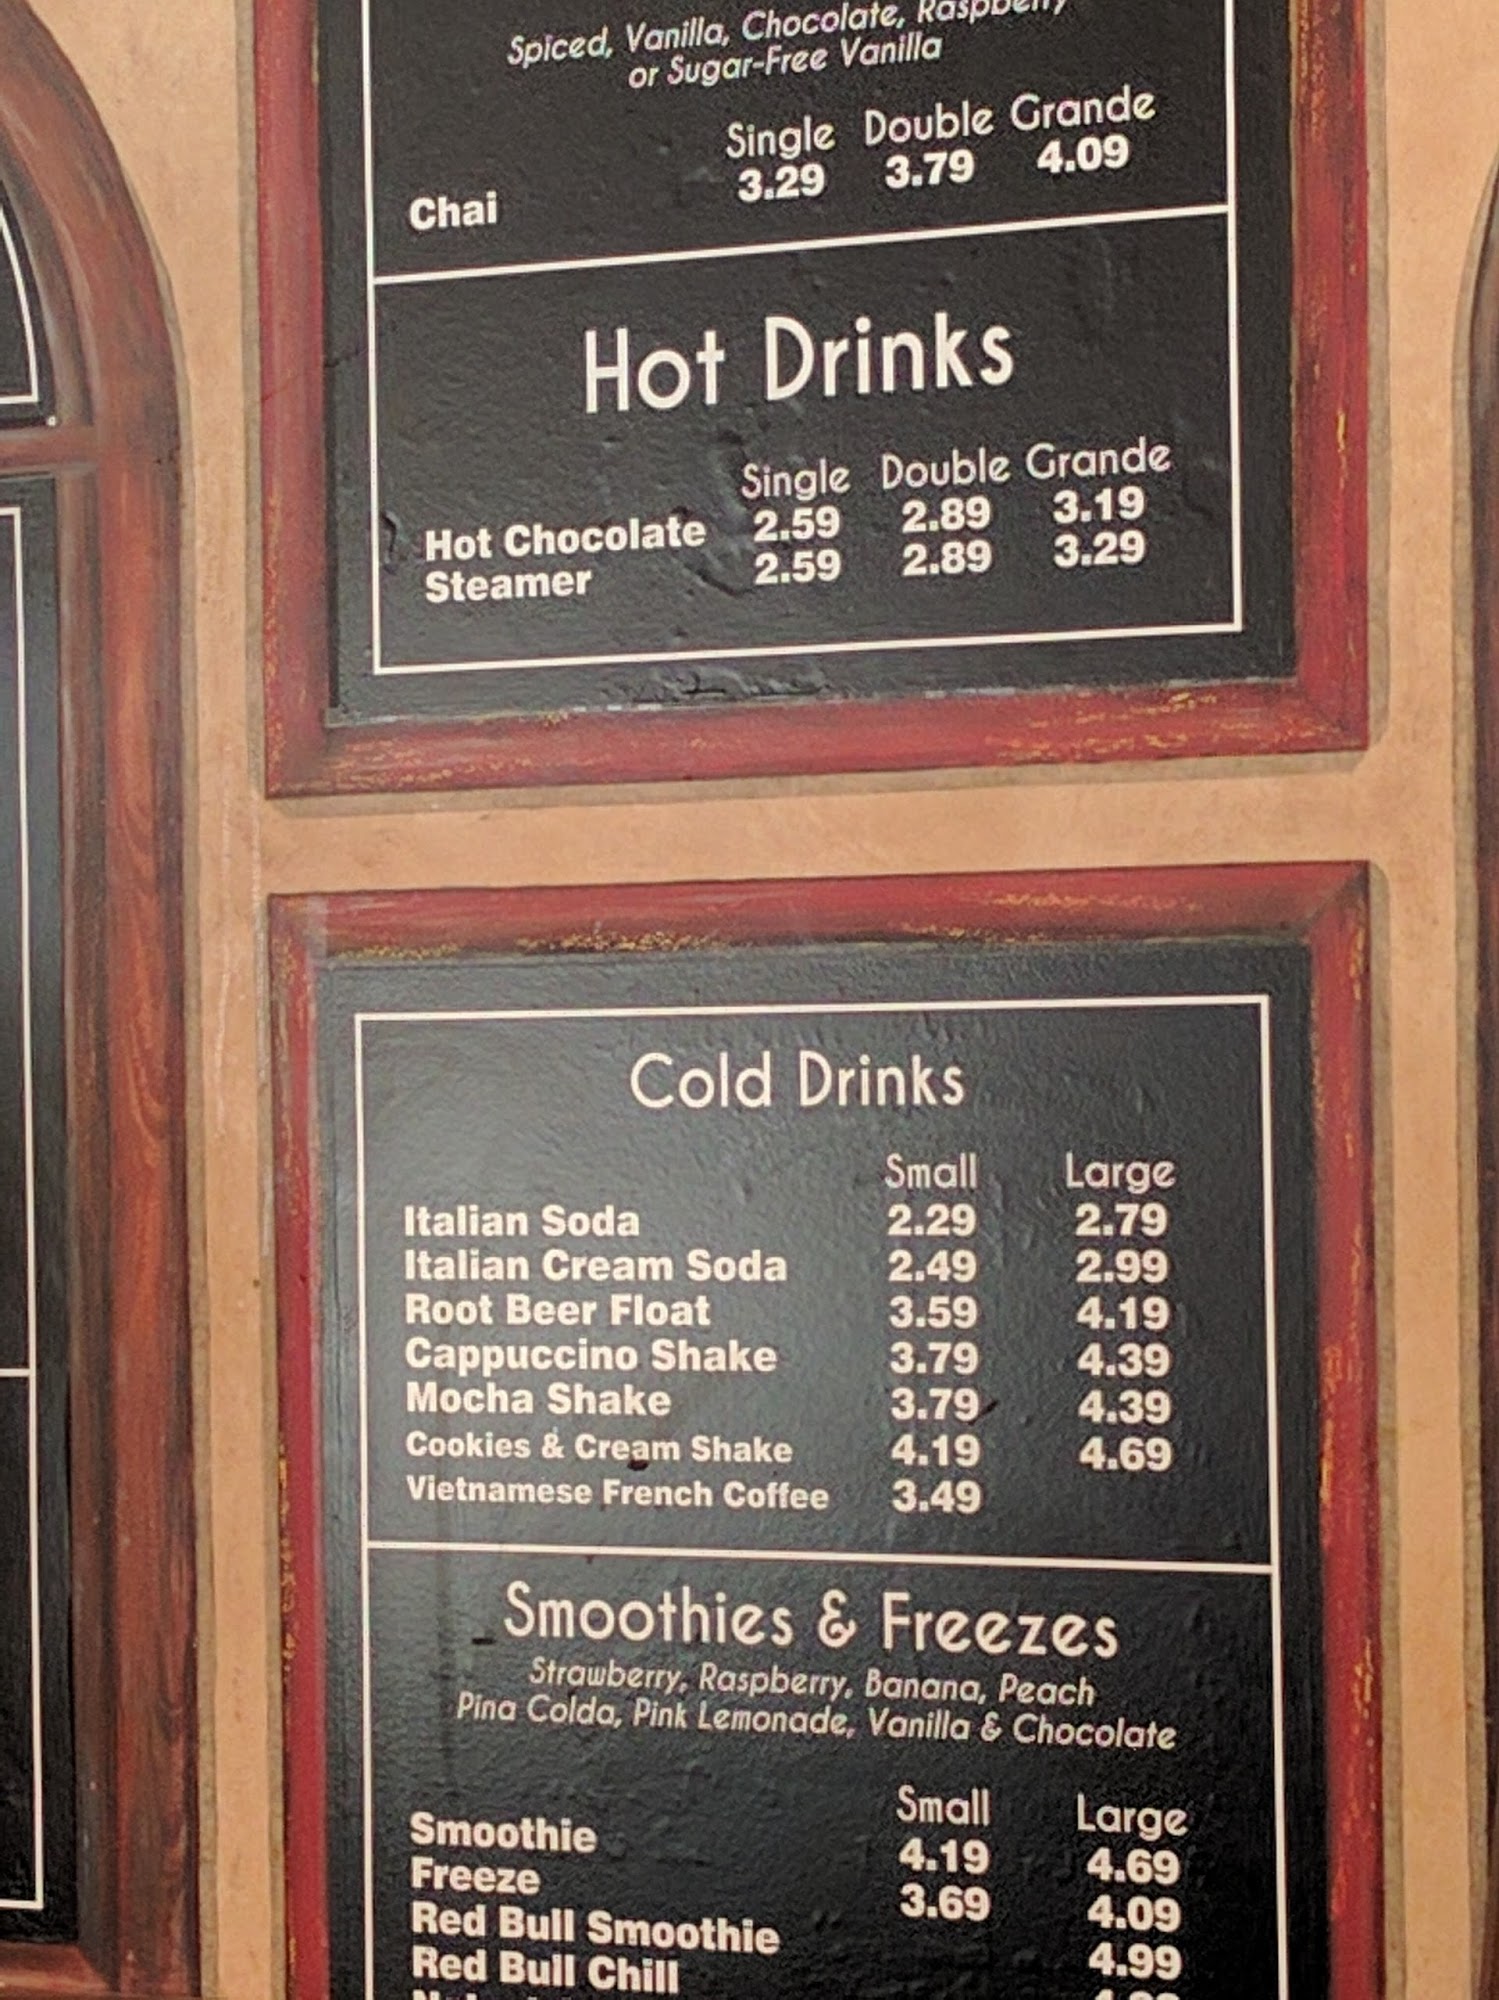 Spiced, Vanilla, Chocolate, Raspberry
or Sugar-Free Vanilla
Single Double Grande
Chai 3.29 3.79 4.09
Hot Drinks
Single Double Grande
Hot Chocolate 2.59 2.89 3.19
Steamer 2.59 2.89 3.29
Cold Drinks
Small Large
Italian Soda 2.29 2.79
Italian Cream Soda 2.49 2.99
Root Beer Float 3.59 4.19
Cappuccino Shake 3.79 4.39
Mocha Shake 3.79 4.39
Cookies & Cream Shake 4.19 4.69
Vietnamese French Coffee 3.49
Smoothies & Freezes
Strawberry, Raspberry, Banana, Peach
Pina Colda, Pink Lemonade, Vanilla & Chocolate
Small Large
Smoothie 4.19 4.69
Freeze 3.69 4.09
Red Bull Smoothie 4.99
Red Bull Chill